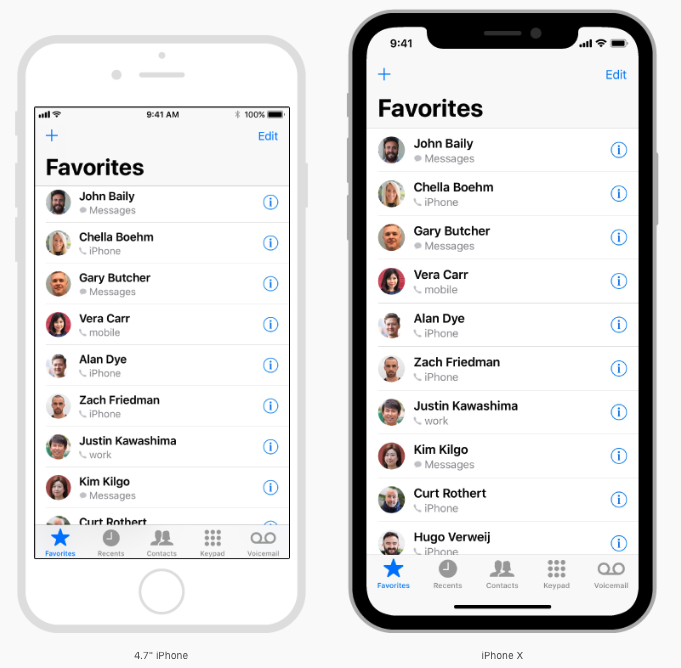 9:41 AM
100%
Edit
Favorites
John Baily
Messages
Chella Boehm
iPhone
Gary Butcher
Messages
Vera Carr
mobile
Alan Dye
iPhone
Zach Friedman
iPhone
Justin Kawashima
work
Kim Kilgo
Messages
Curt Rothert
Favorites
Recents
Contacts
Keypad
Voicemail
4.7" iPhone
9:41
Edit
Favorites
John Baily
Messages
Chella Boehm
iPhone
Gary Butcher
Messages
Vera Carr
mobile
Alan Dye
iPhone
Zach Friedman
iPhone
Justin Kawashima
work
Kim Kilgo
Messages
Curt Rothert
iPhone
Hugo Verweij
iPhone
Favorites
Recents
Contacts
Keypad
Voicemail
iPhone X